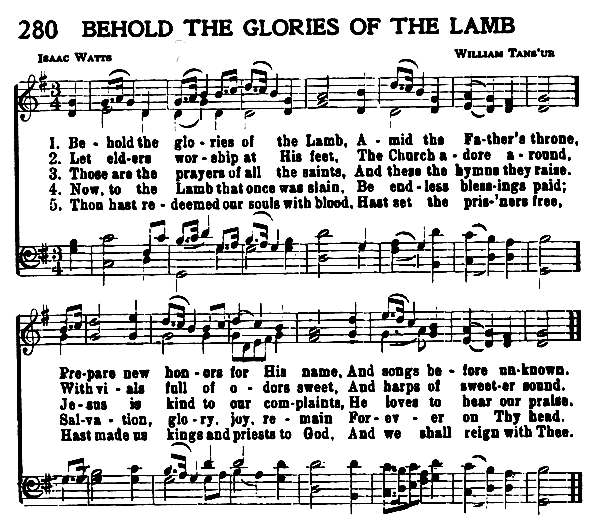 280 BEHOLD THE GLORIES OF THE LAMB
ISAAC WATTS WILLIAM TANS'UR
3 4
1. Be - hold the glo - ries of the Lamb, A - mid the Fa - ther's throne,
2. Let eld - ers wor - ship at His feet, The Church a - dore a - round,
3. Those are the prayers of all the saints, And these the hymns they raise.
4. Now, to the Lamb that once was slain, Be end - less bless - ings paid;
5. Thou hast re - deemed our souls with blood, Hast set the pris - 'ners free,
3 4
Pre - pare new hon - ors for His name, And songs be - fore un - known.
With vi - als full of o - dors sweet, And harps of sweet - er sound.
Je - sus is kind to our com - plaints, He loves to hear our praise.
Sal - va - tion, glo - ry, joy, re - main For - ev - er on Thy head.
Hast made us kings and priests to God, And we shall reign with Thee.